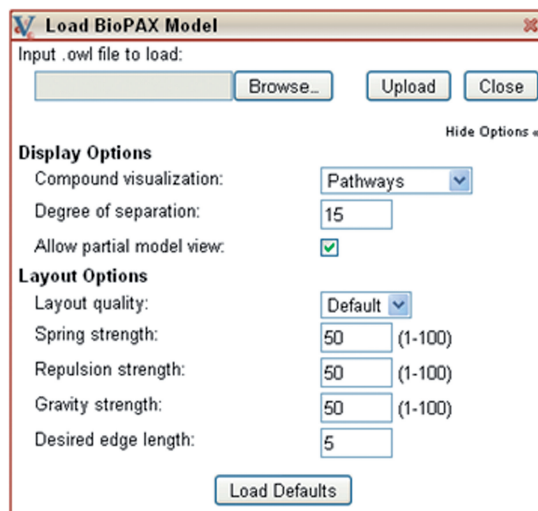 Load BioPAX Model
Input .owl file to load:
Browse... Upload Close
Hide Options «
Display Options
Compound visualization: Pathways
Degree of separation: 15
Allow partial model view:
Layout Options
Layout quality: Default
Spring strength: 50 (1-100)
Repulsion strength: 50 (1-100)
Gravity strength: 50 (1-100)
Desired edge length: 5
Load Defaults